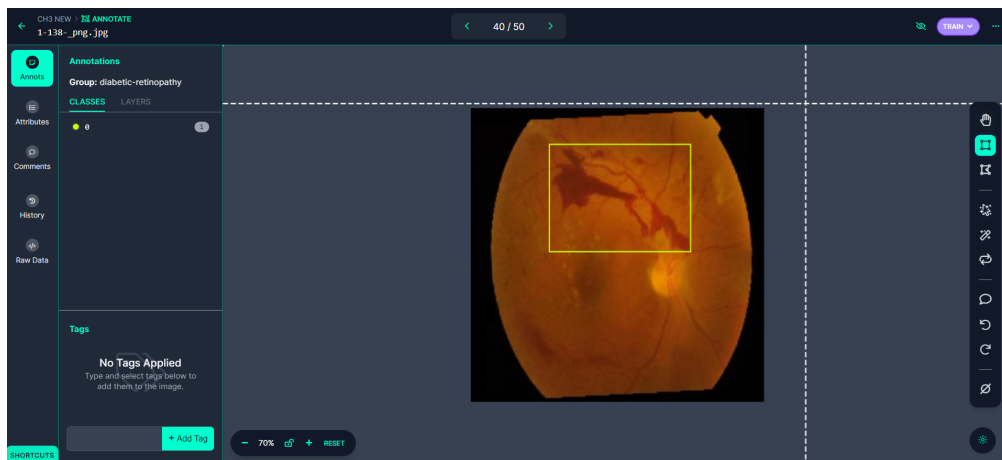 CH3 NEW > ANNOTATE
1-138-_png.jpg
40 / 50
TRAIN
Annots
Attributes
Comments
History
Raw Data
SHORTCUTS
Annotations
Group: diabetic-retinopathy
CLASSES LAYERS
0 1
Tags
No Tags Applied
Type and select tags below to
add them to the image.
+ Add Tag
− 70% + RESET